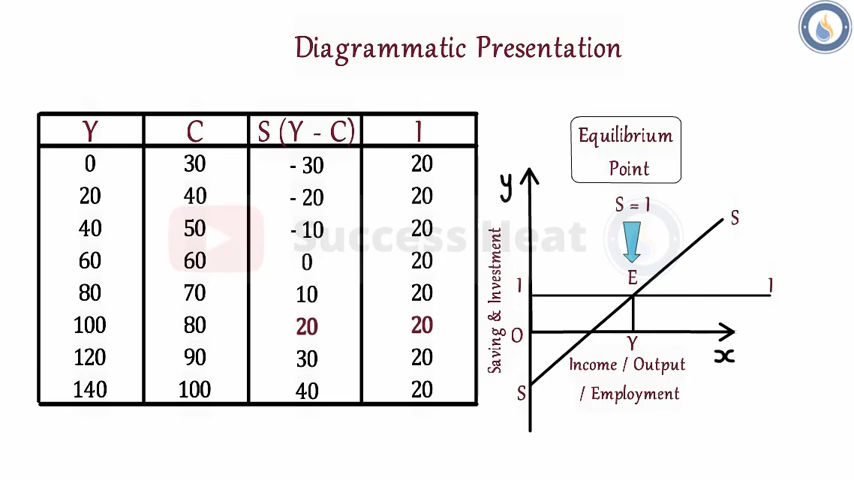 Diagrammatic Presentation
Y C S (Y - C) I
0 30 - 30 20
20 40 - 20 20
40 50 - 10 20
60 60 0 20
80 70 10 20
100 80 20 20
120 90 30 20
140 100 40 20
Success Heat
Equilibrium
Point
S = I
y
Saving & Investment
S
E
I
I
O
Y
x
Income / Output
/ Employment
S